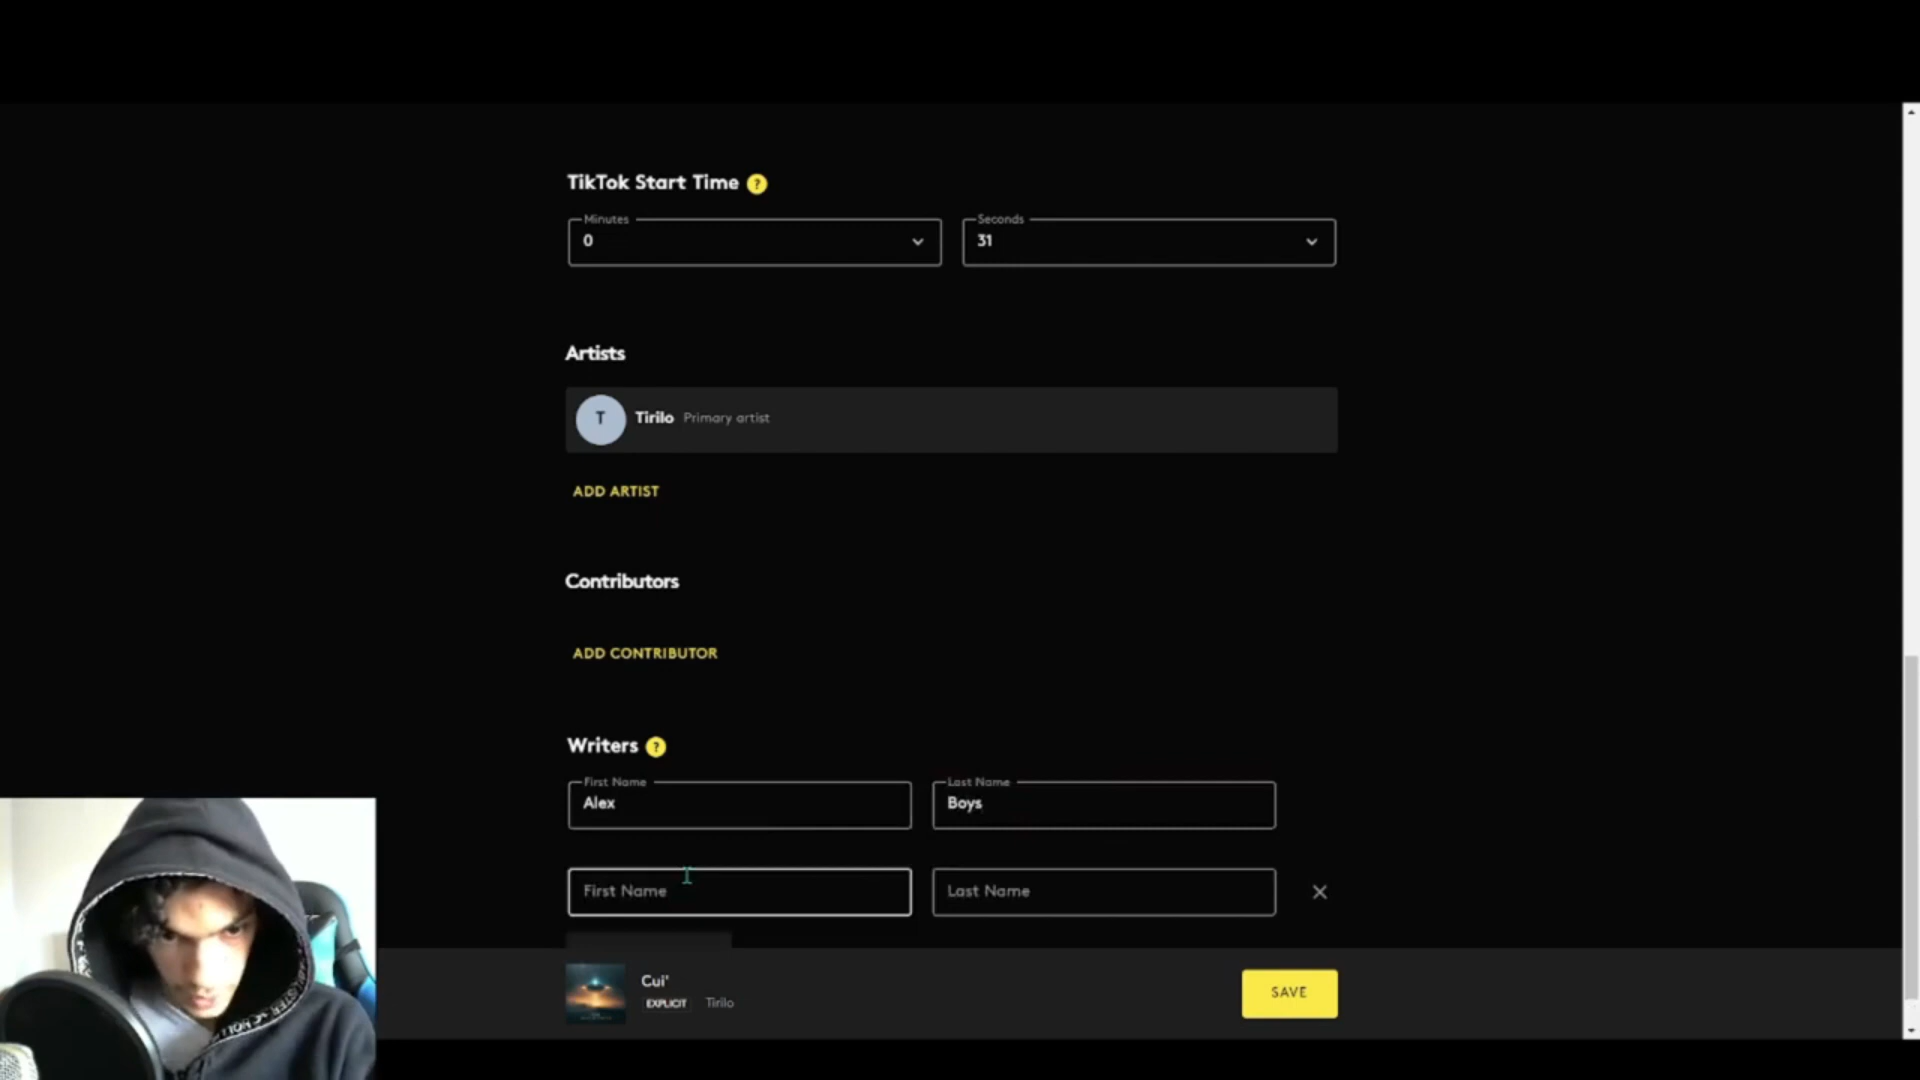 TikTok Start Time ?
Minutes
0
Seconds
31
Artists
T Tirilo Primary artist
ADD ARTIST
Contributors
ADD CONTRIBUTOR
Writers ?
First Name
Alex
Last Name
Boys
First Name
Last Name
Cui'
EXPLICIT Tirilo
SAVE